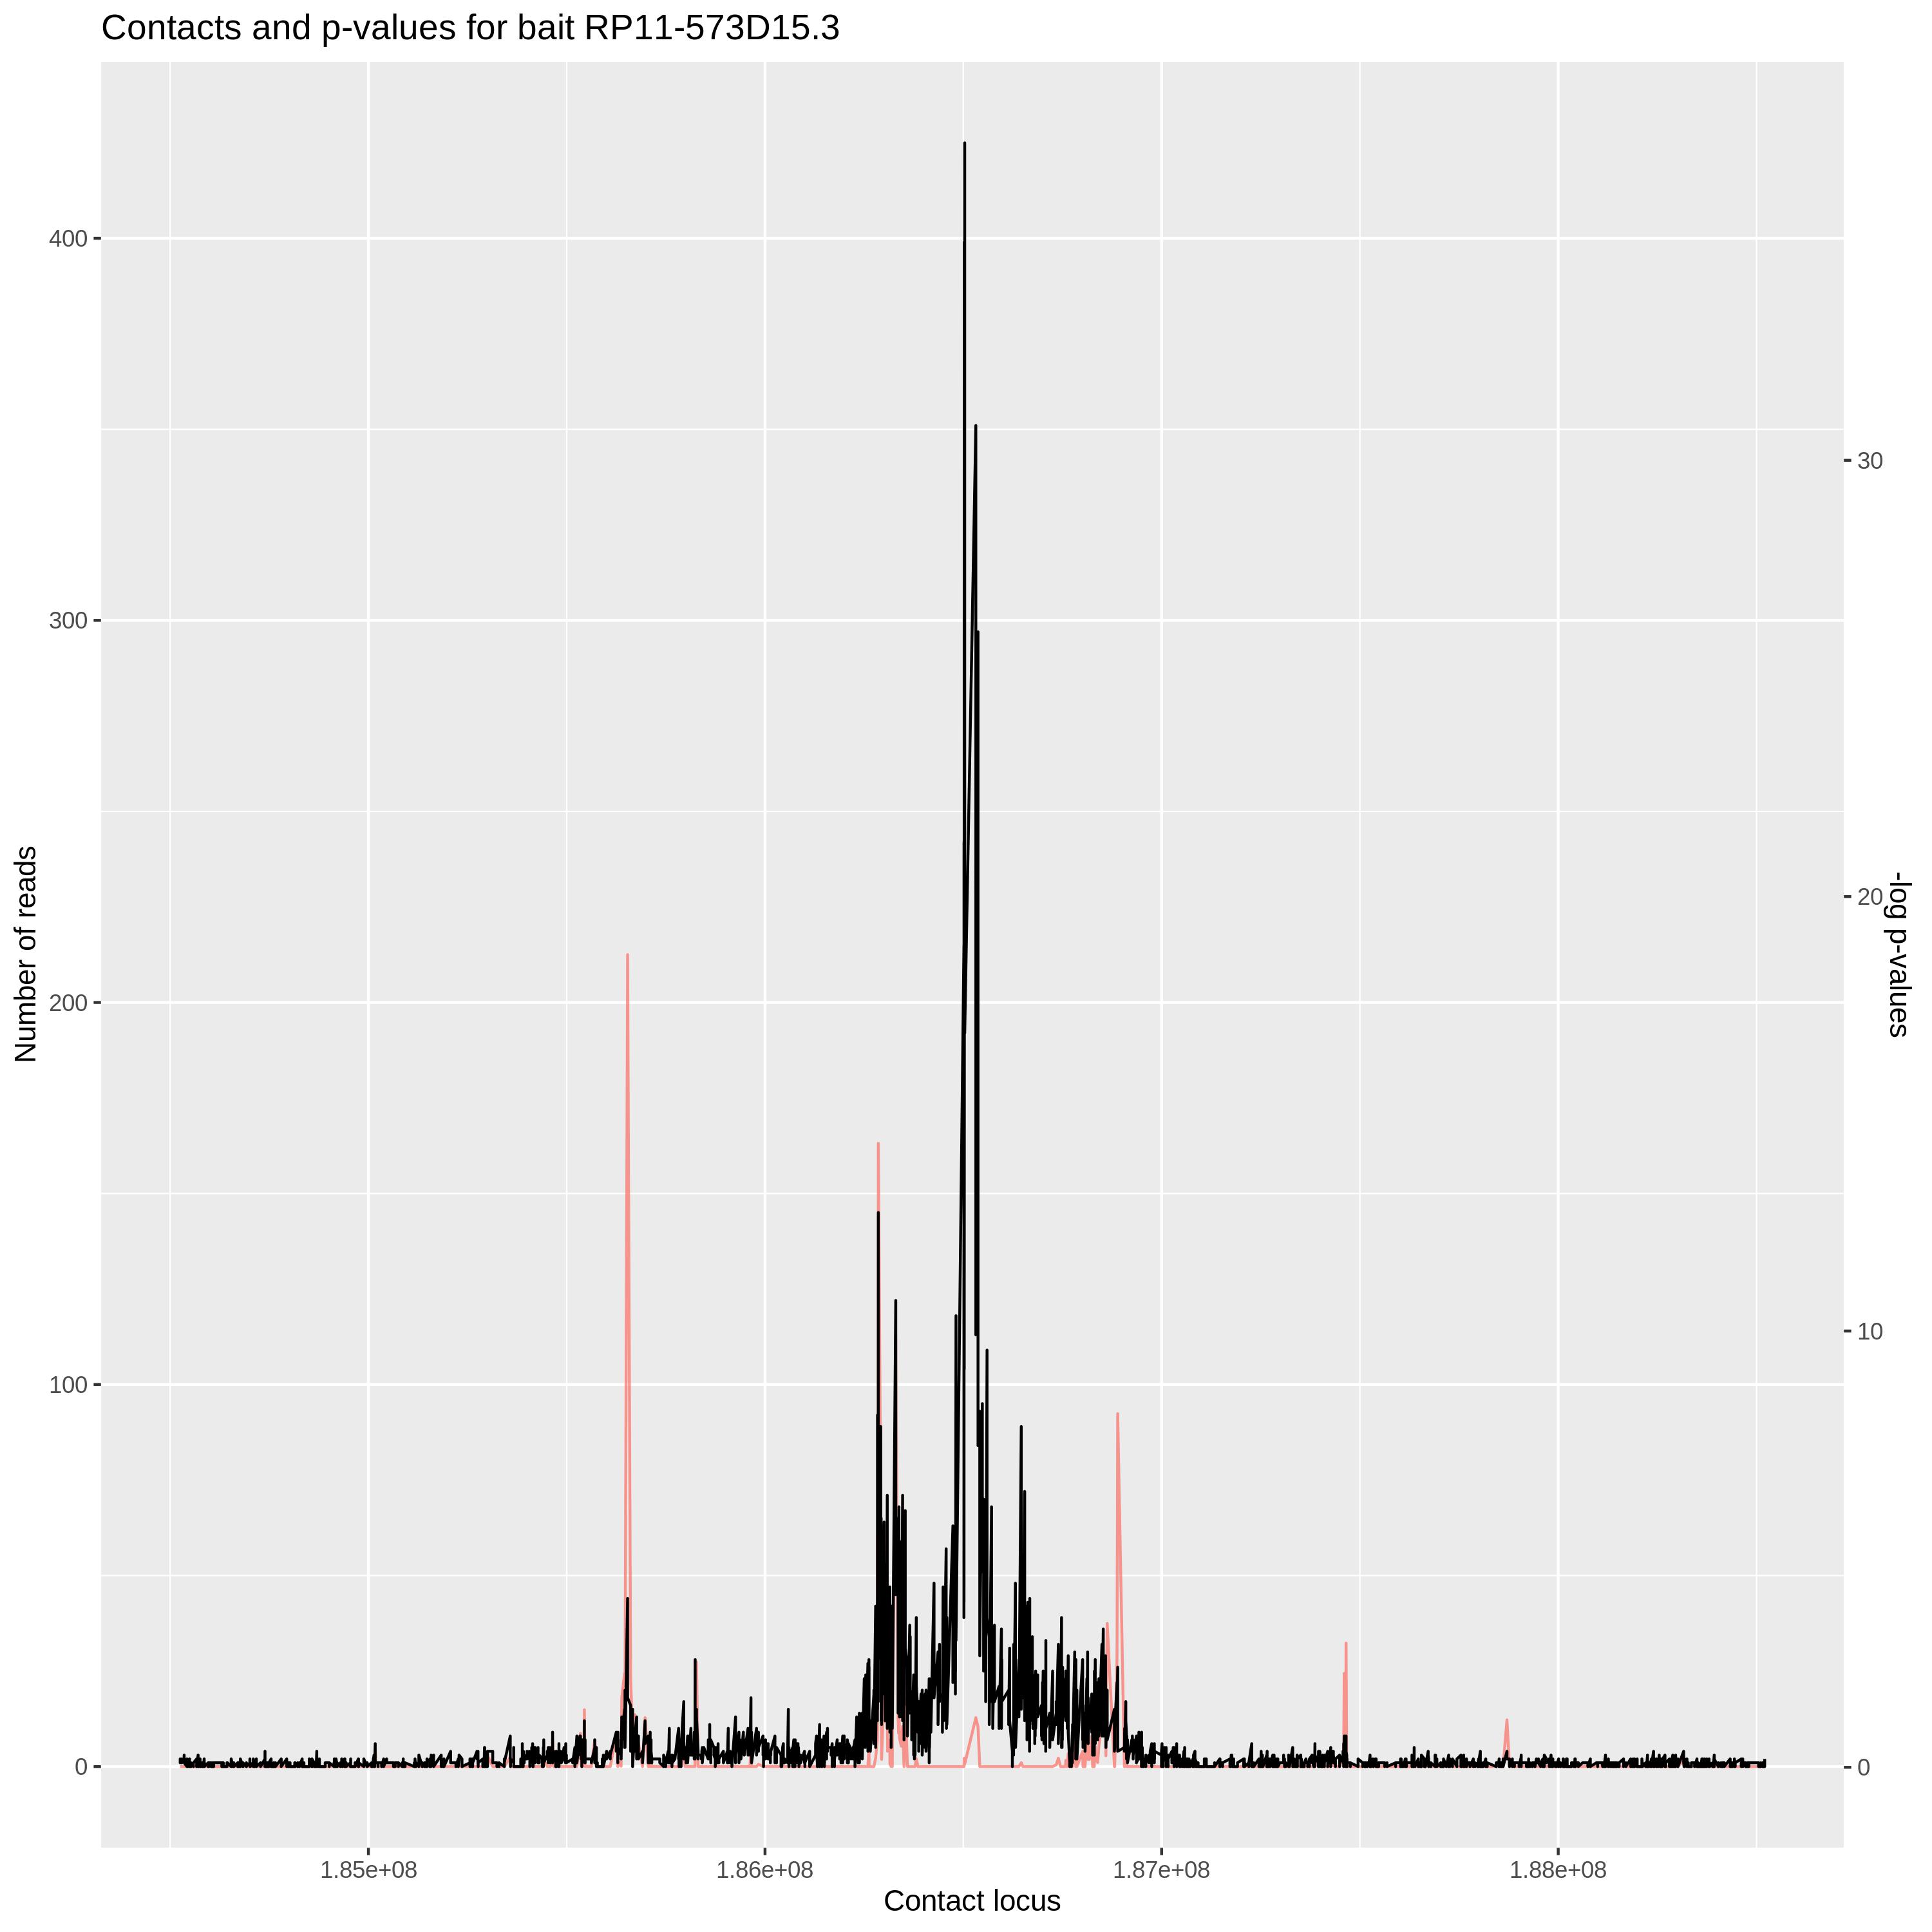 Contacts and p-values for bait RP11-573D15.3
400
300
200
100
0
30
20
10
0
Number of reads
-log p-values
1.85e+08 1.86e+08 1.87e+08 1.88e+08
Contact locus